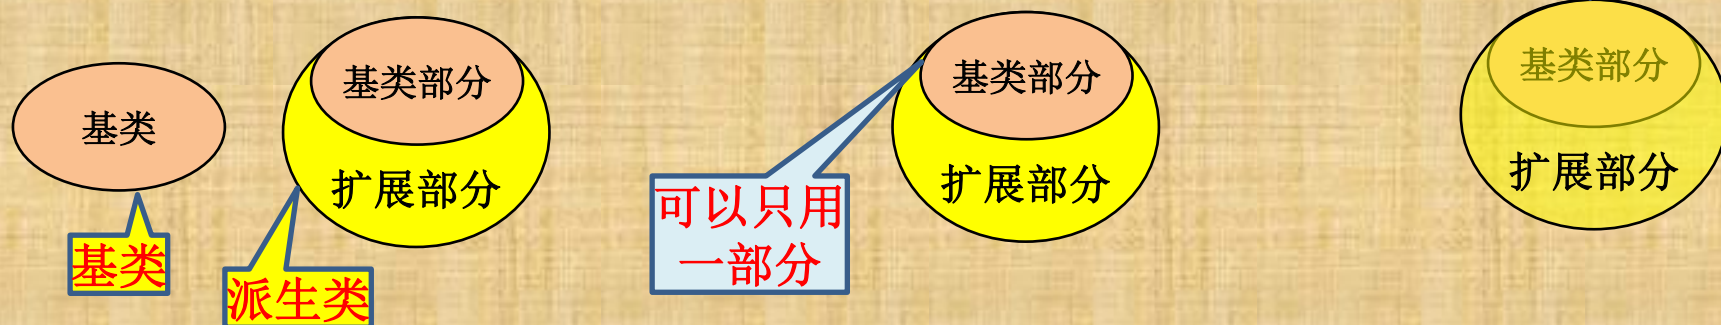 基类
基类
基类部分
扩展部分
派生类
基类部分
扩展部分
可以只用
一部分
基类部分
扩展部分